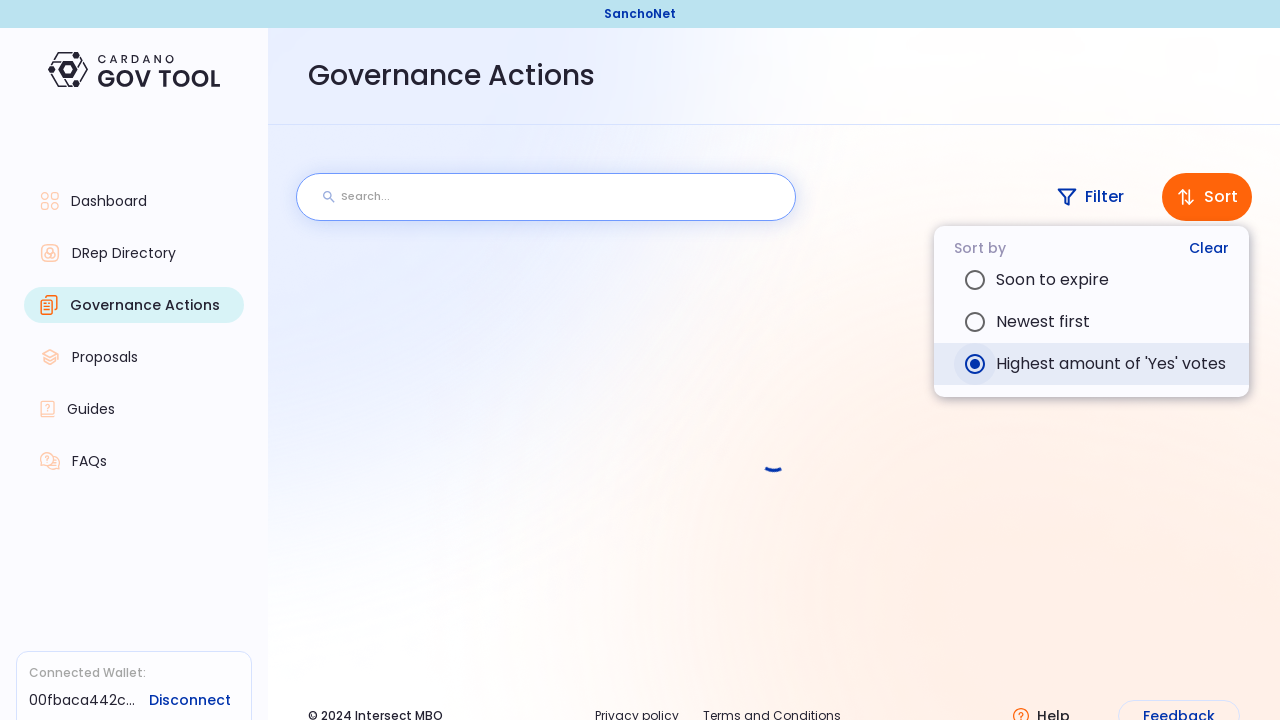 SanchoNet
CARDANO
GOV TOOL
Governance Actions
Dashboard
DRep Directory
Governance Actions
Proposals
Guides
FAQs
Connected Wallet:
00fbaca442c...
Disconnect
Search...
Filter
Sort
Sort by
Clear
Soon to expire
Newest first
Highest amount of 'Yes' votes
© 2024 Intersect MBO
Privacy policy
Terms and Conditions
Help
Feedback